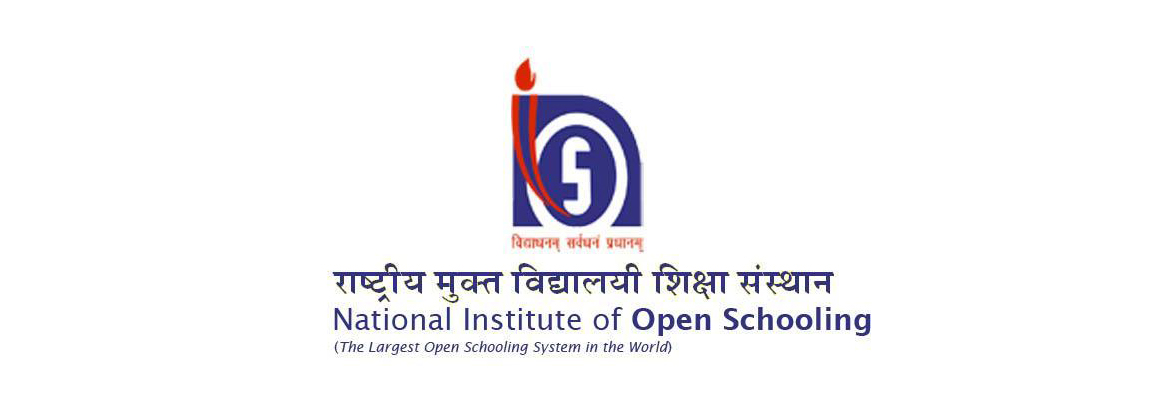 विद्याधनम् सर्वधनं प्रधानम्
राष्ट्रीय मुक्त विद्यालयी शिक्षा संस्थान
National Institute of Open Schooling
(The Largest Open Schooling System in the World)